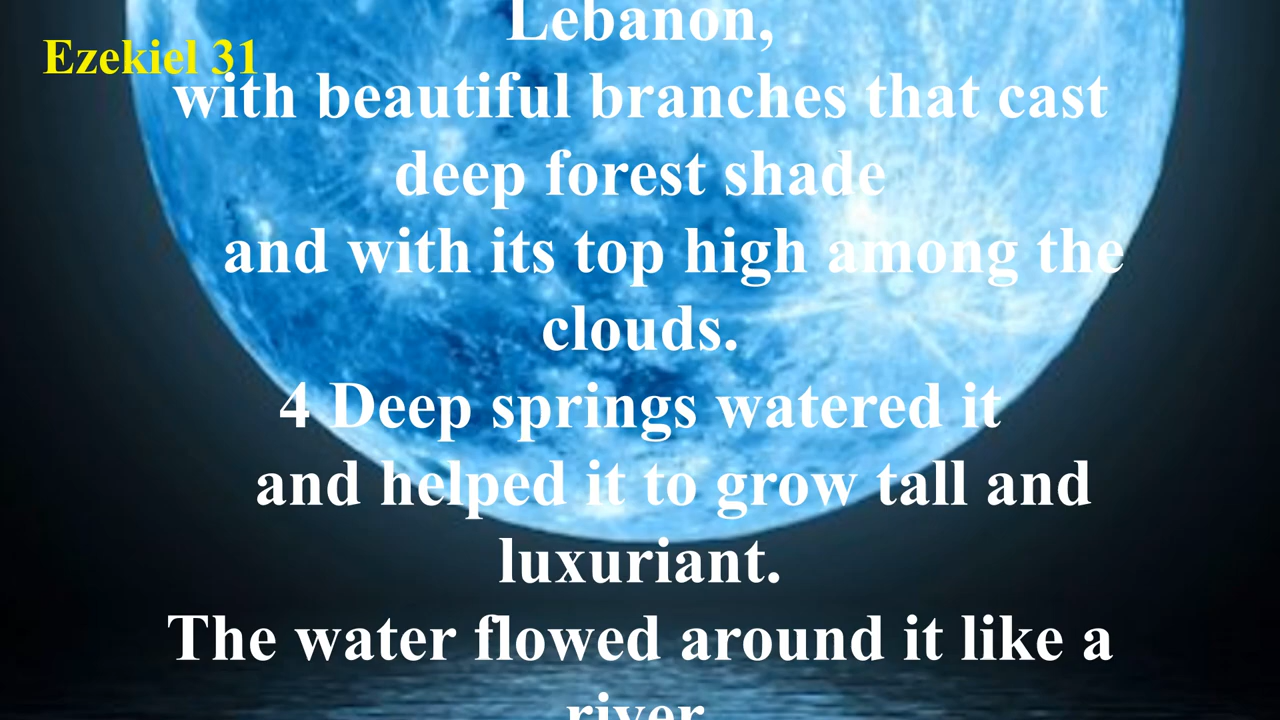 Lebanon,
Ezekiel 31
with beautiful branches that cast
deep forest shade
and with its top high among the
clouds.
4 Deep springs watered it
and helped it to grow tall and
luxuriant.
The water flowed around it like a
river